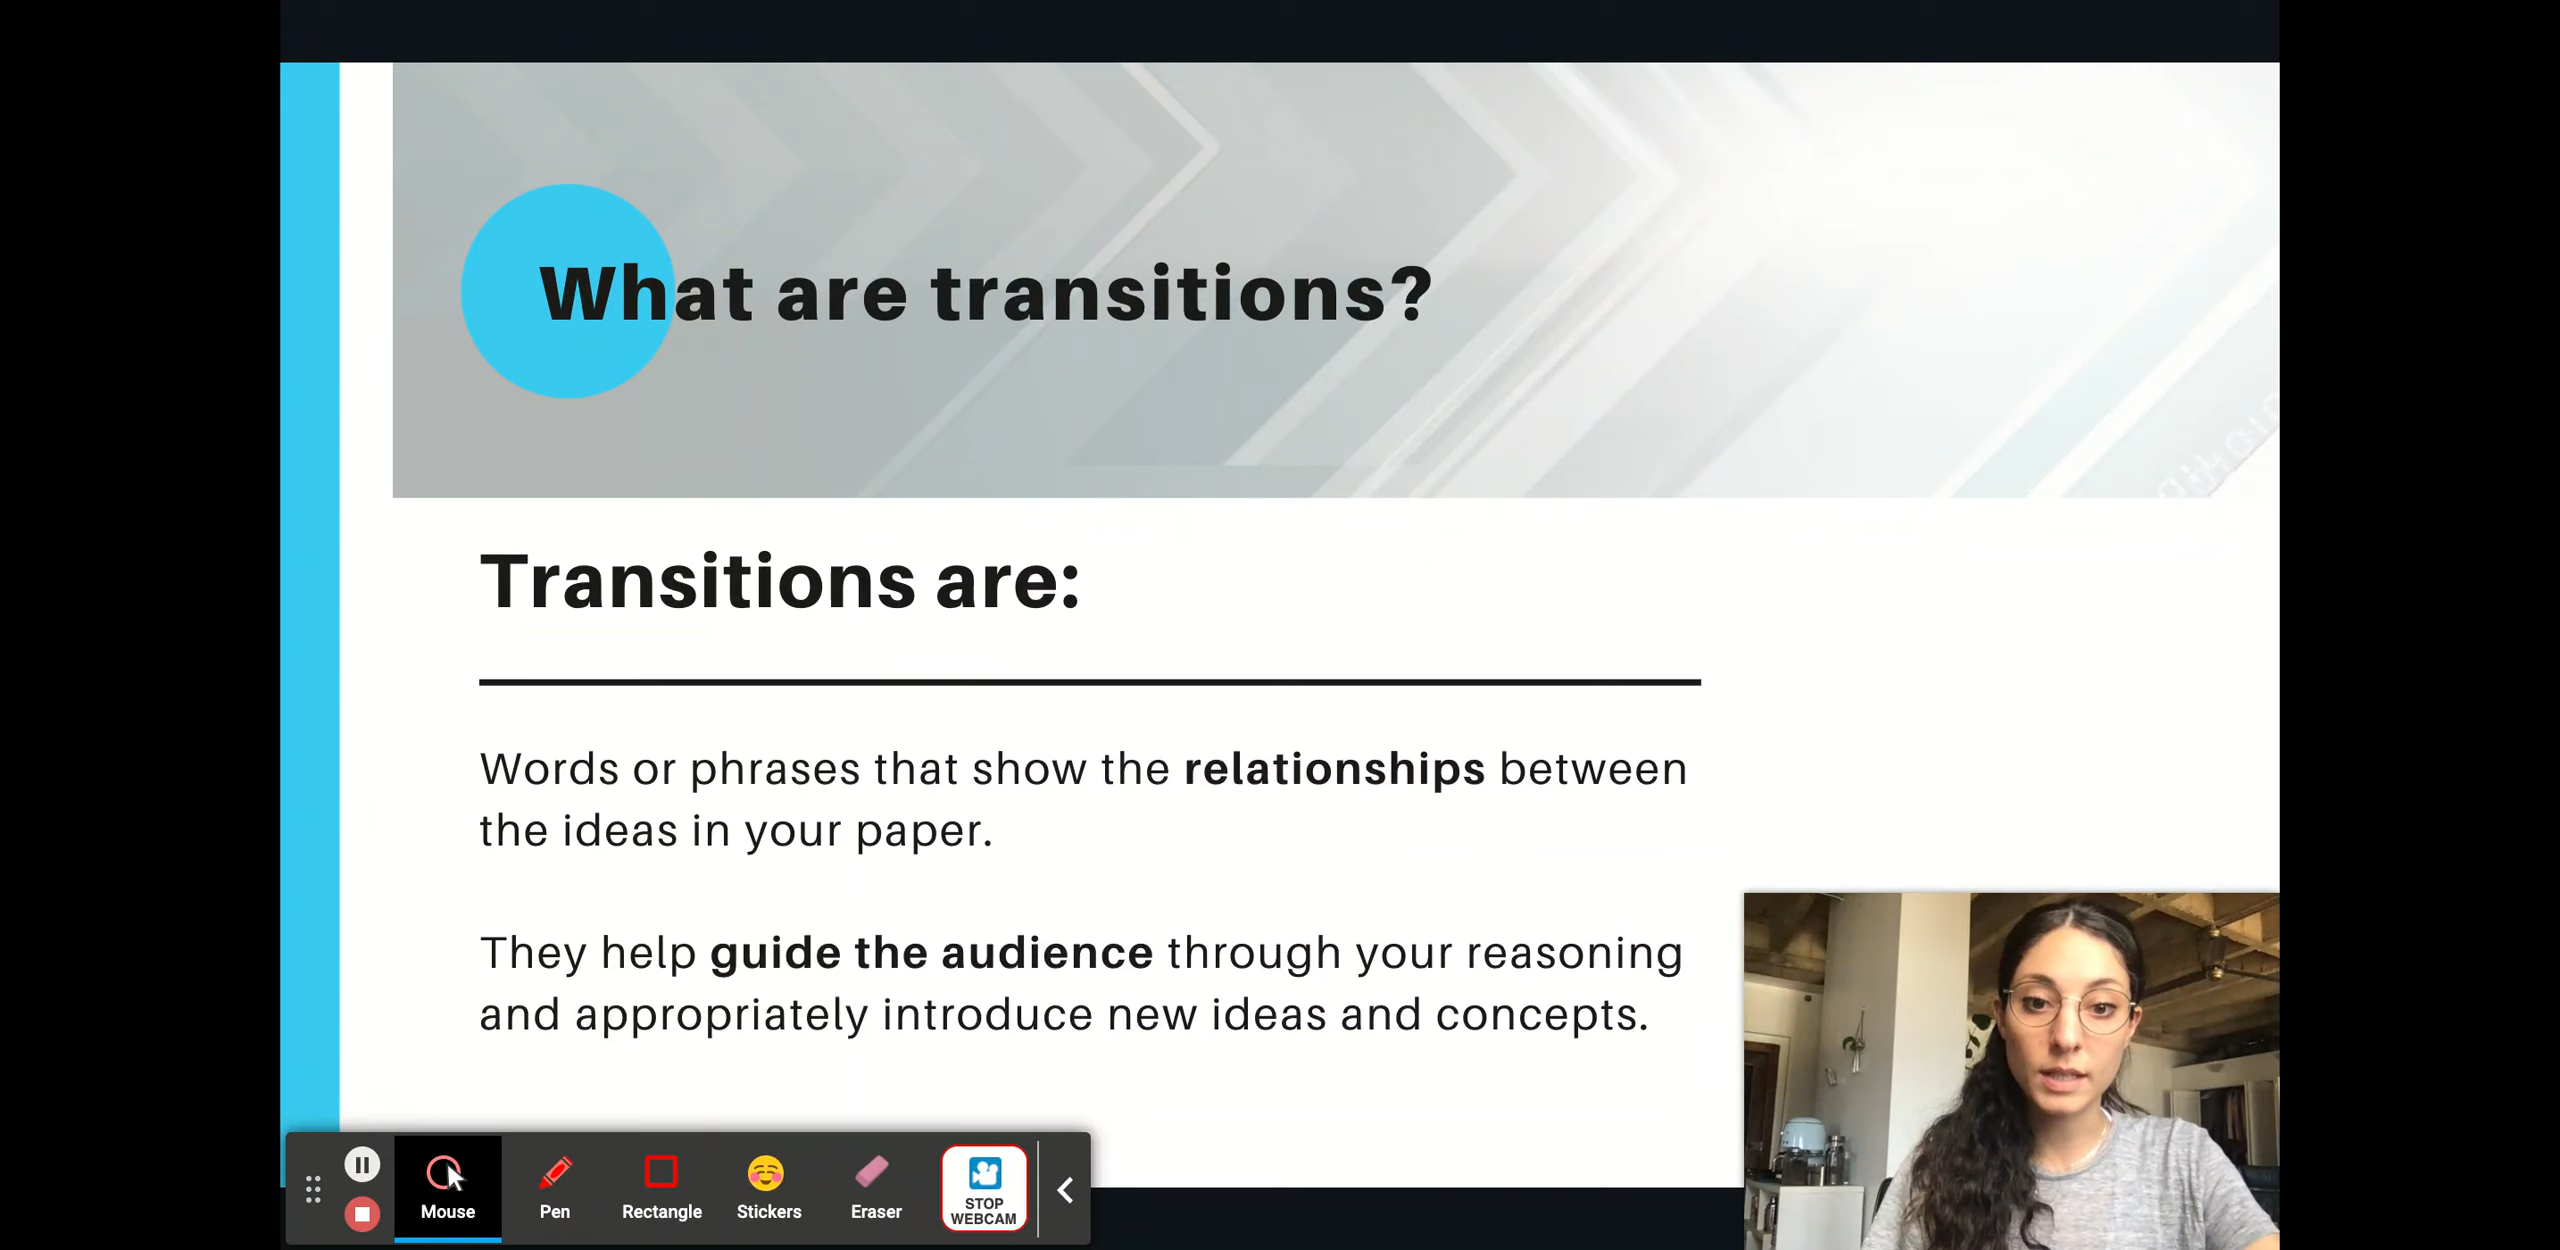 What are transitions?
Transitions are:
Words or phrases that show the relationships between
the ideas in your paper.
They help guide the audience through your reasoning
and appropriately introduce new ideas and concepts.
Mouse
Pen
Rectangle
Stickers
Eraser
STOP
WEBCAM